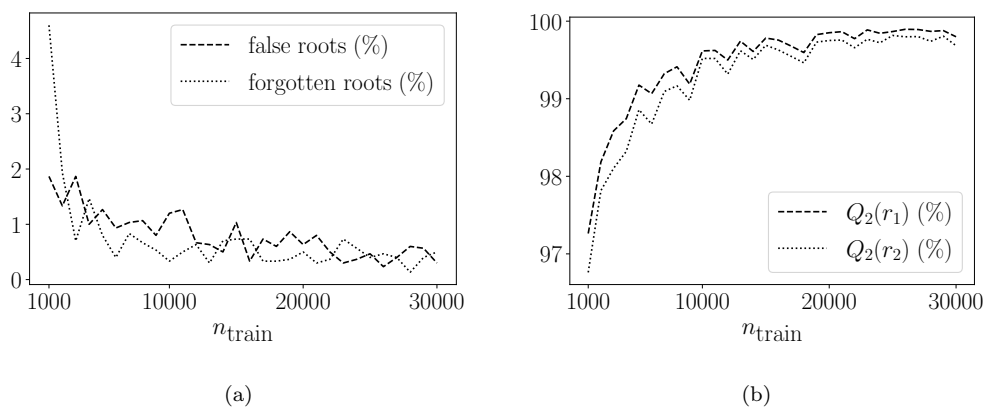 4
3
2
1
0
false roots (%)
forgotten roots (%)
1000 10000 20000 30000
n_train
(a)
100
99
98
97
Q_2(r_1) (%)
Q_2(r_2) (%)
1000 10000 20000 30000
n_train
(b)